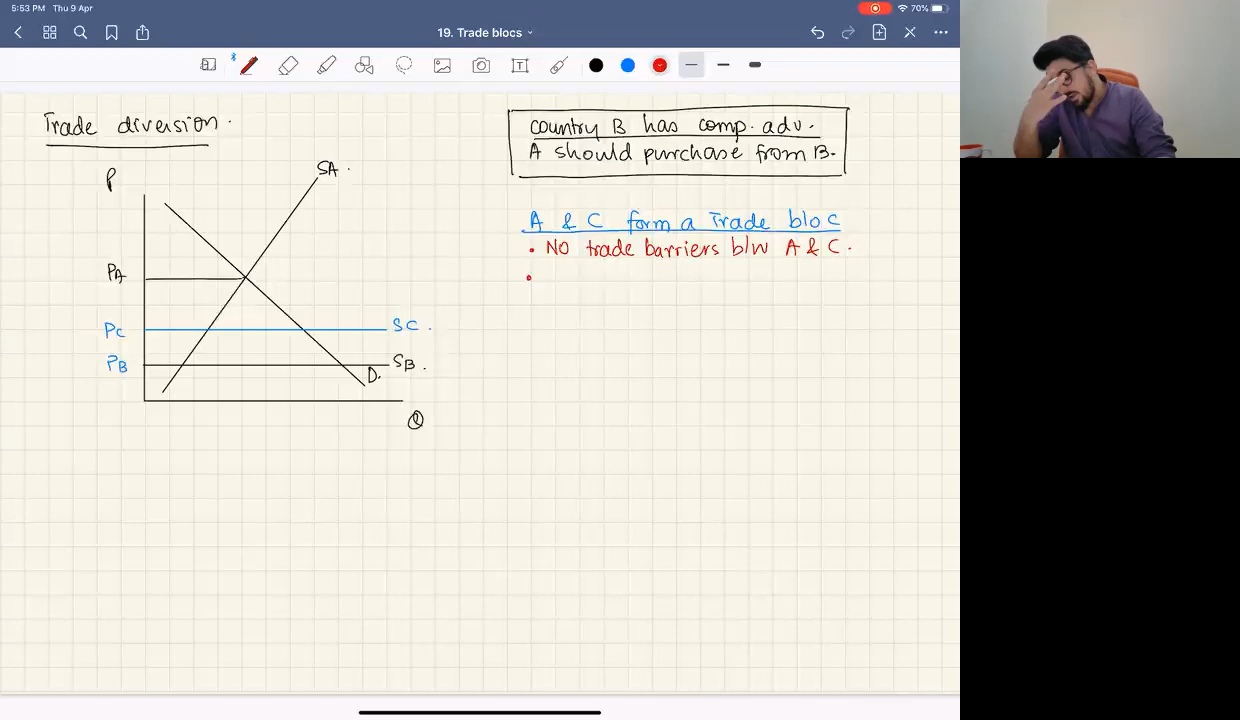 5:53 PM Thu 9 Apr
70%
19. Trade blocs
Trade diversion.
country B has comp. adv.
A should purchase from B.
P
SA.
A & C form a Trade bloc
• NO trade barriers b/w A & C.
•
PA
PC
SC.
PB
SB.
D.
Q